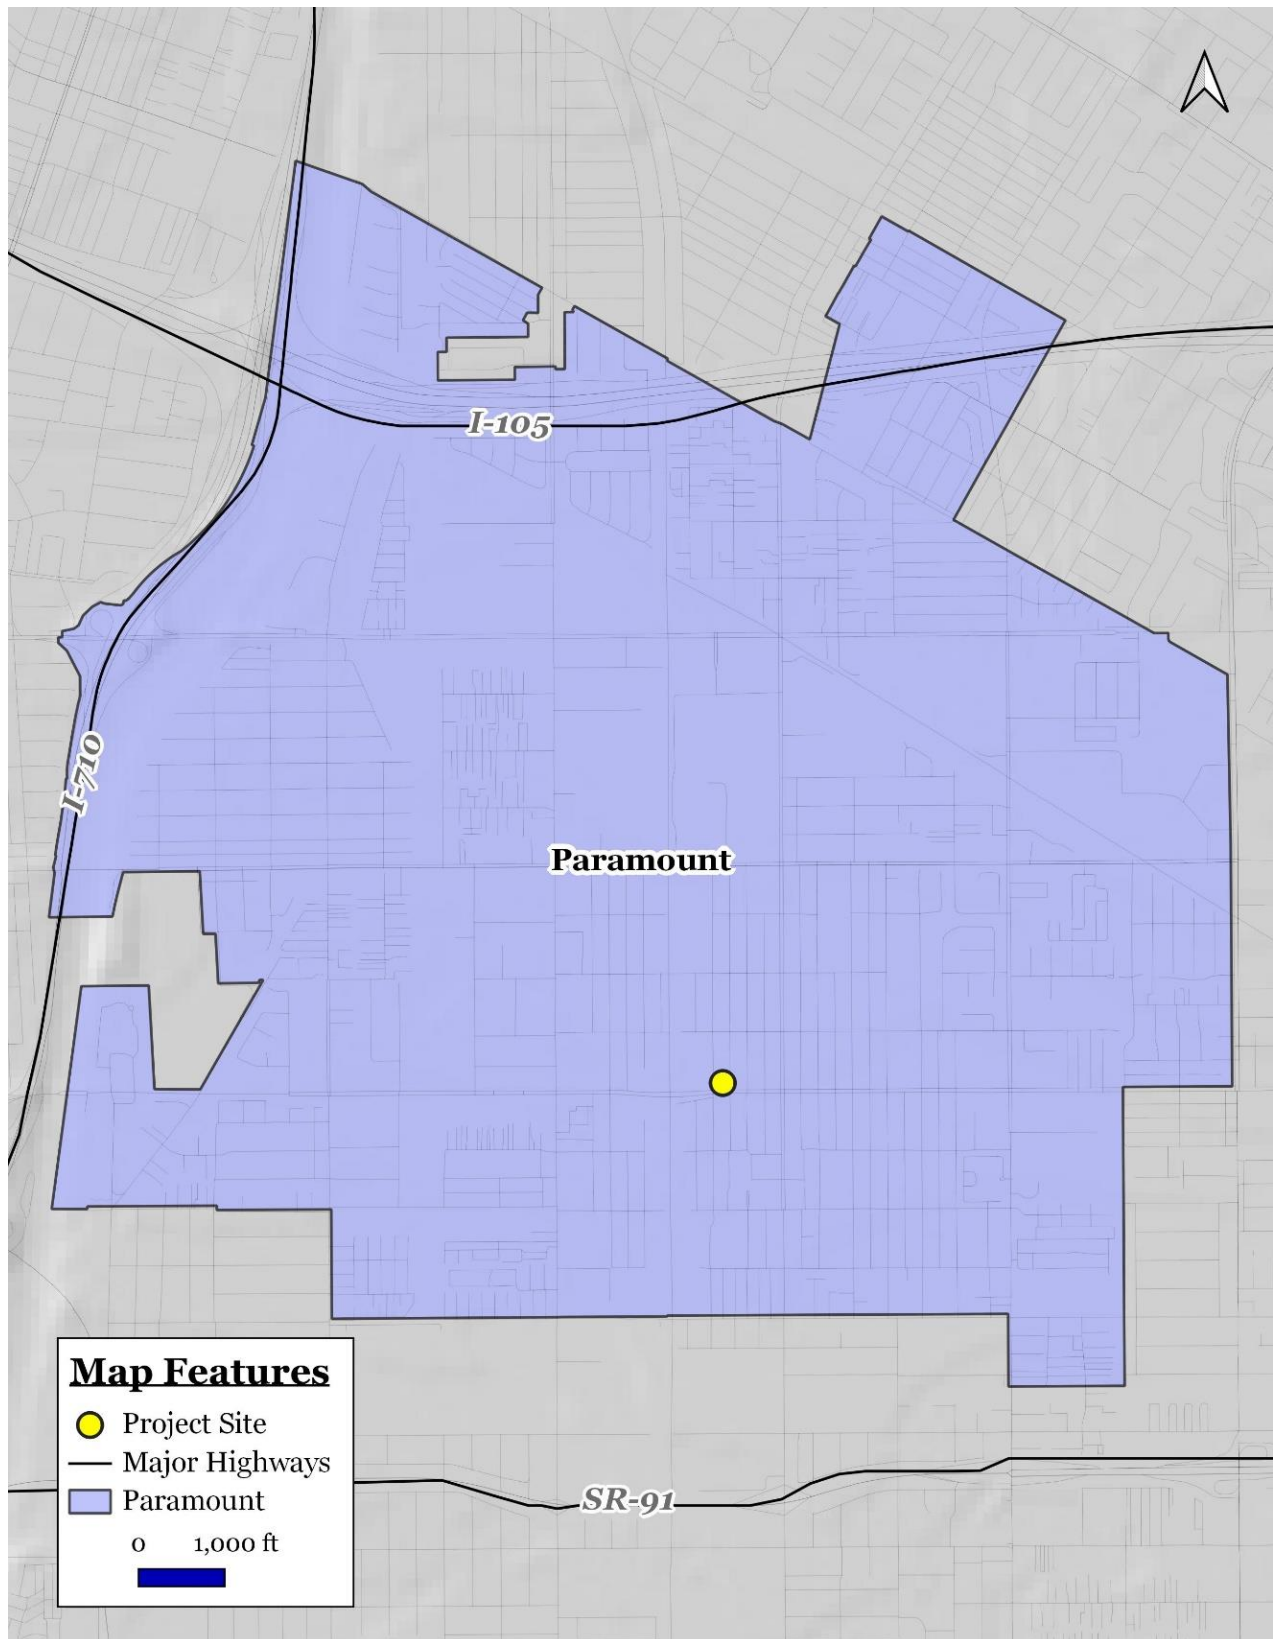 I-105
I-710
Paramount
Map Features
Project Site
Major Highways
Paramount
0 1,000 ft
SR-91